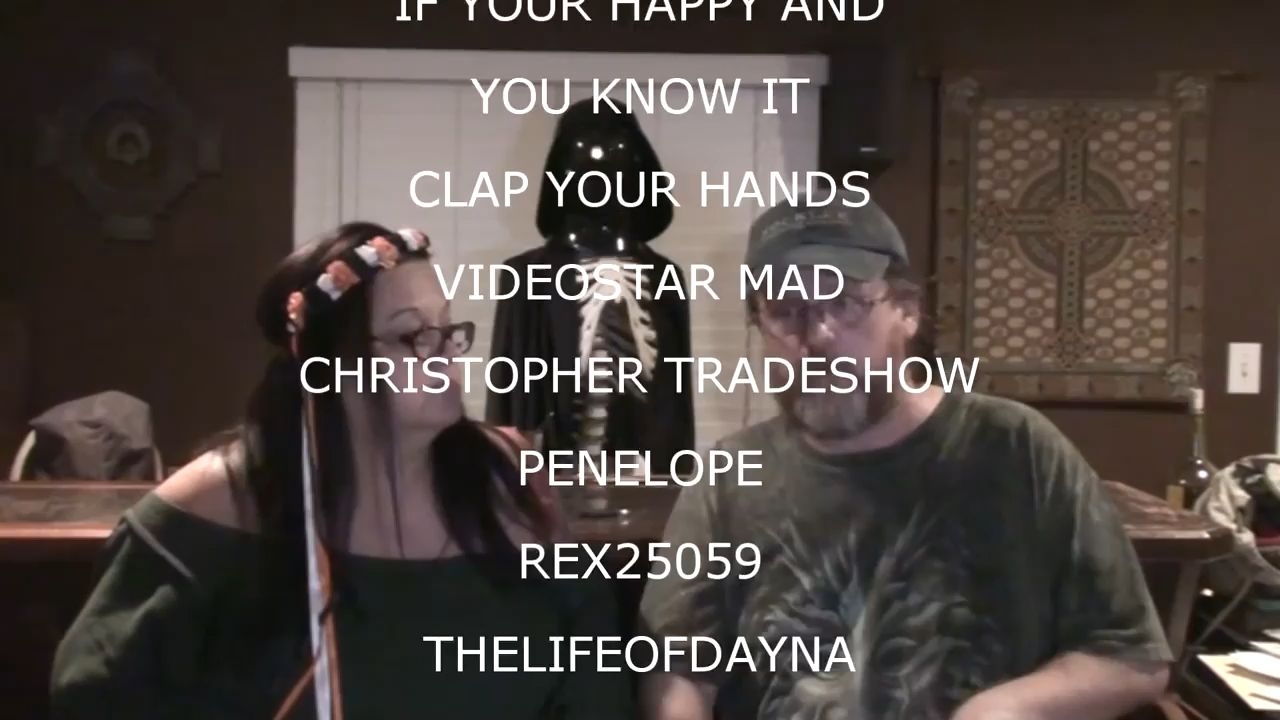 IF YOUR HAPPY AND
YOU KNOW IT
CLAP YOUR HANDS
VIDEOSTAR MAD
CHRISTOPHER TRADESHOW
PENELOPE
REX25059
THELIFEOFDAYNA